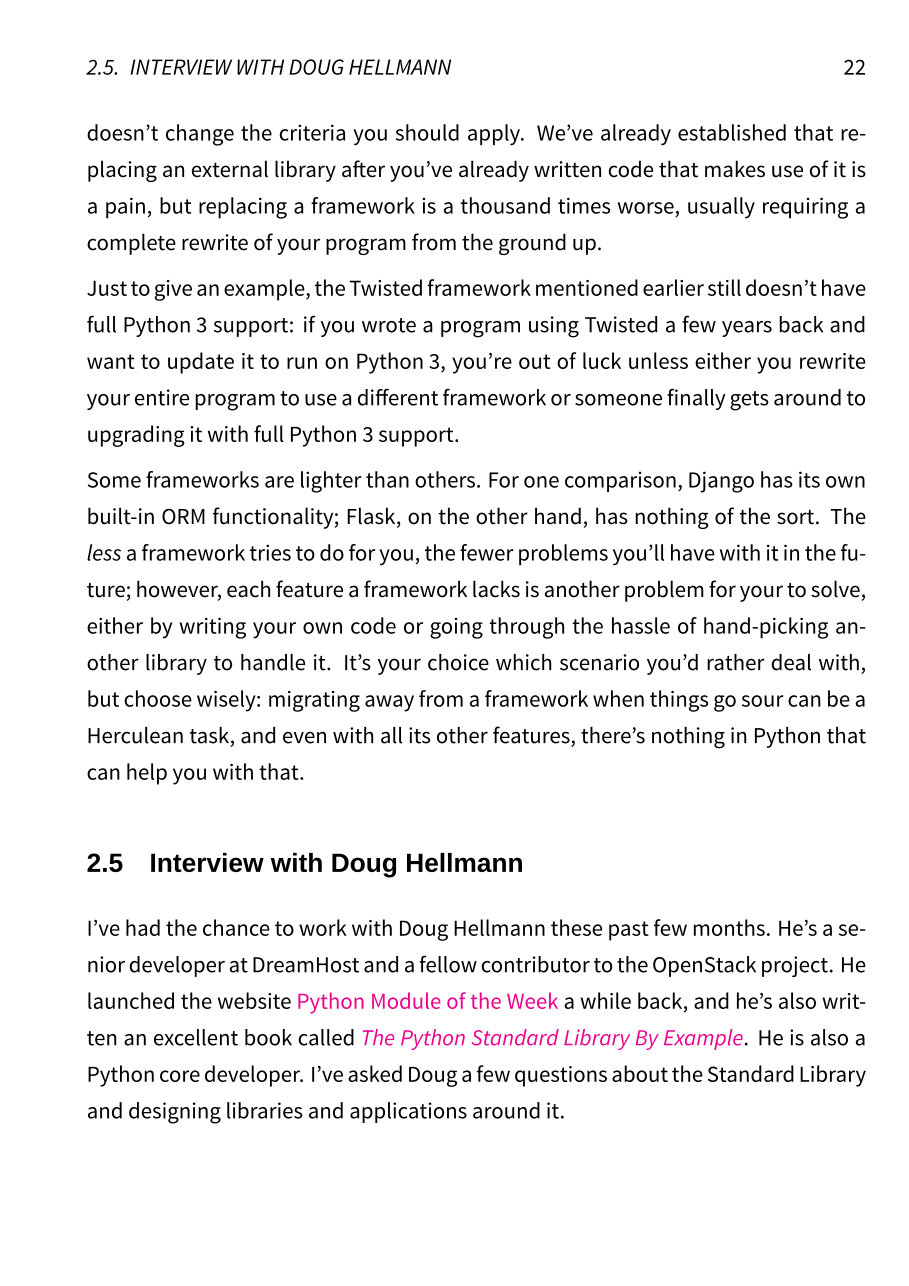 2.5. INTERVIEW WITH DOUG HELLMANN 22
doesn’t change the criteria you should apply. We’ve already established that re-
placing an external library after you’ve already written code that makes use of it is
a pain, but replacing a framework is a thousand times worse, usually requiring a
complete rewrite of your program from the ground up.
Just to give an example, the Twisted framework mentioned earlier still doesn’t have
full Python 3 support: if you wrote a program using Twisted a few years back and
want to update it to run on Python 3, you’re out of luck unless either you rewrite
your entire program to use a different framework or someone finally gets around to
upgrading it with full Python 3 support.
Some frameworks are lighter than others. For one comparison, Django has its own
built-in ORM functionality; Flask, on the other hand, has nothing of the sort. The
less a framework tries to do for you, the fewer problems you’ll have with it in the fu-
ture; however, each feature a framework lacks is another problem for your to solve,
either by writing your own code or going through the hassle of hand-picking an-
other library to handle it. It’s your choice which scenario you’d rather deal with,
but choose wisely: migrating away from a framework when things go sour can be a
Herculean task, and even with all its other features, there’s nothing in Python that
can help you with that.
2.5 Interview with Doug Hellmann
I’ve had the chance to work with Doug Hellmann these past few months. He’s a se-
nior developer at DreamHost and a fellow contributor to the OpenStack project. He
launched the website Python Module of the Week a while back, and he’s also writ-
ten an excellent book called The Python Standard Library By Example. He is also a
Python core developer. I’ve asked Doug a few questions about the Standard Library
and designing libraries and applications around it.